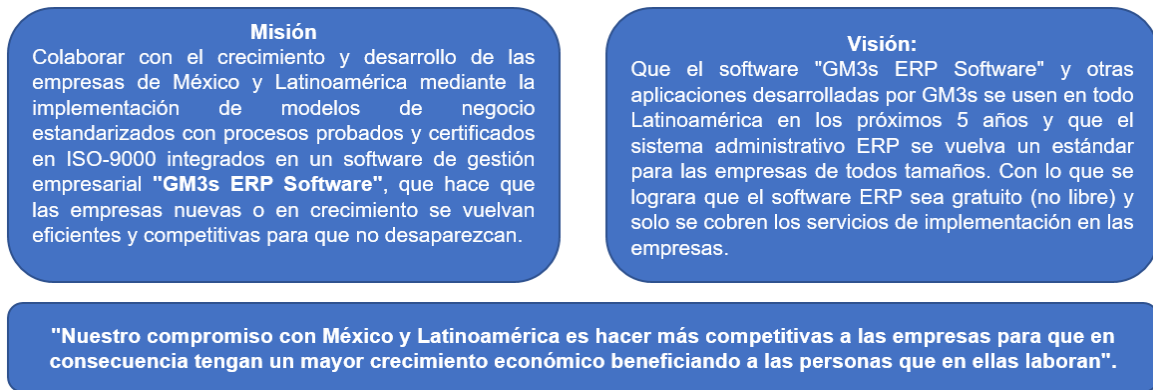 Misión
Colaborar con el crecimiento y desarrollo de las
empresas de México y Latinoamérica mediante la
implementación de modelos de negocio
estandarizados con procesos probados y certificados
en ISO-9000 integrados en un software de gestión
empresarial "GM3s ERP Software", que hace que
las empresas nuevas o en crecimiento se vuelvan
eficientes y competitivas para que no desaparezcan.
Visión:
Que el software "GM3s ERP Software" y otras
aplicaciones desarrolladas por GM3s se usen en todo
Latinoamérica en los próximos 5 años y que el
sistema administrativo ERP se vuelva un estándar
para las empresas de todos tamaños. Con lo que se
lograra que el software ERP sea gratuito (no libre) y
solo se cobren los servicios de implementación en las
empresas.
"Nuestro compromiso con México y Latinoamérica es hacer más competitivas a las empresas para que en
consecuencia tengan un mayor crecimiento económico beneficiando a las personas que en ellas laboran".